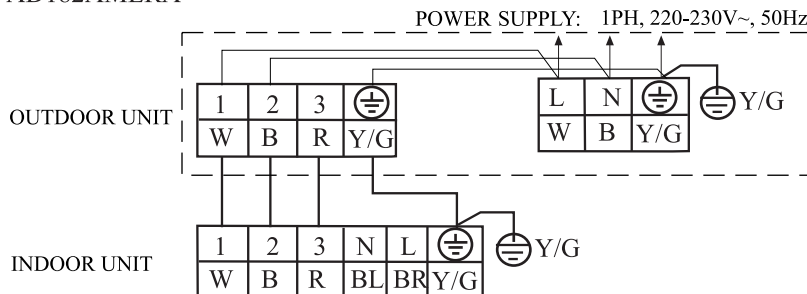 POWER SUPPLY: 1PH, 220-230V~, 50Hz
1 2 3
L N
Y/G
OUTDOOR UNIT
W B R Y/G
W B Y/G
1 2 3 N L
Y/G
INDOOR UNIT
W B R BL BR Y/G